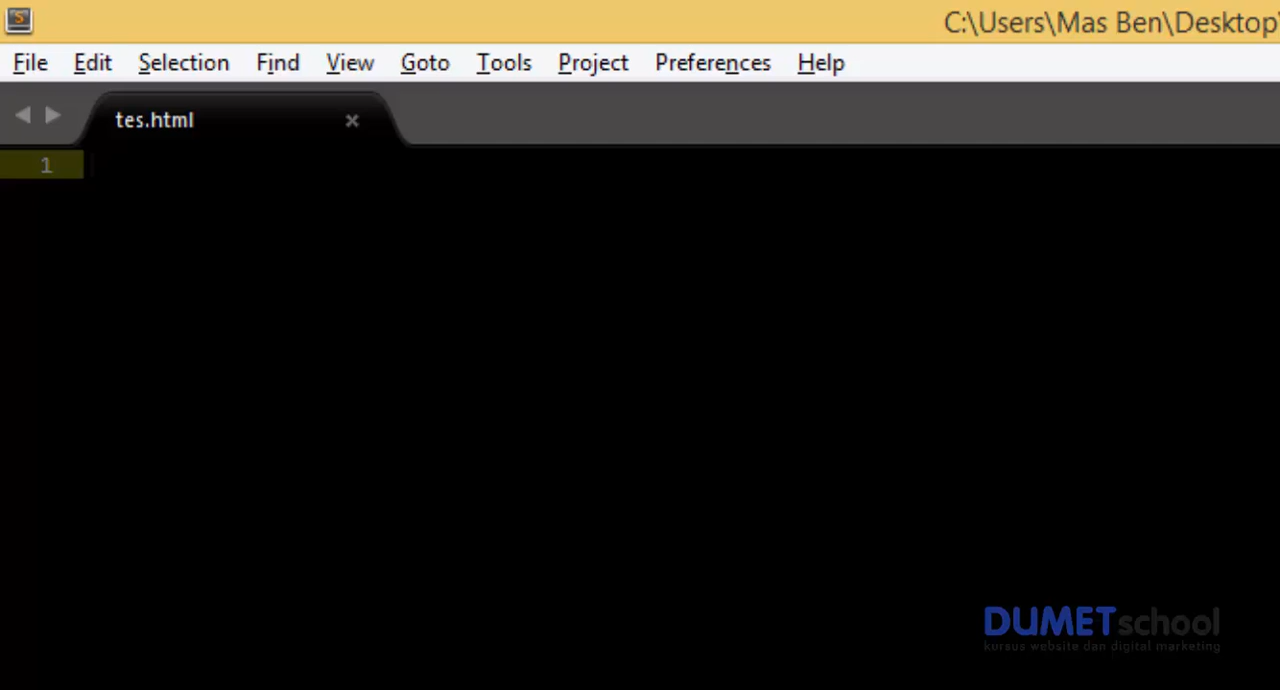 C:\Users\Mas Ben\Desktop\
File Edit Selection Find View Goto Tools Project Preferences Help
tes.html
1
DUMETschool
kursus website dan digital marketing